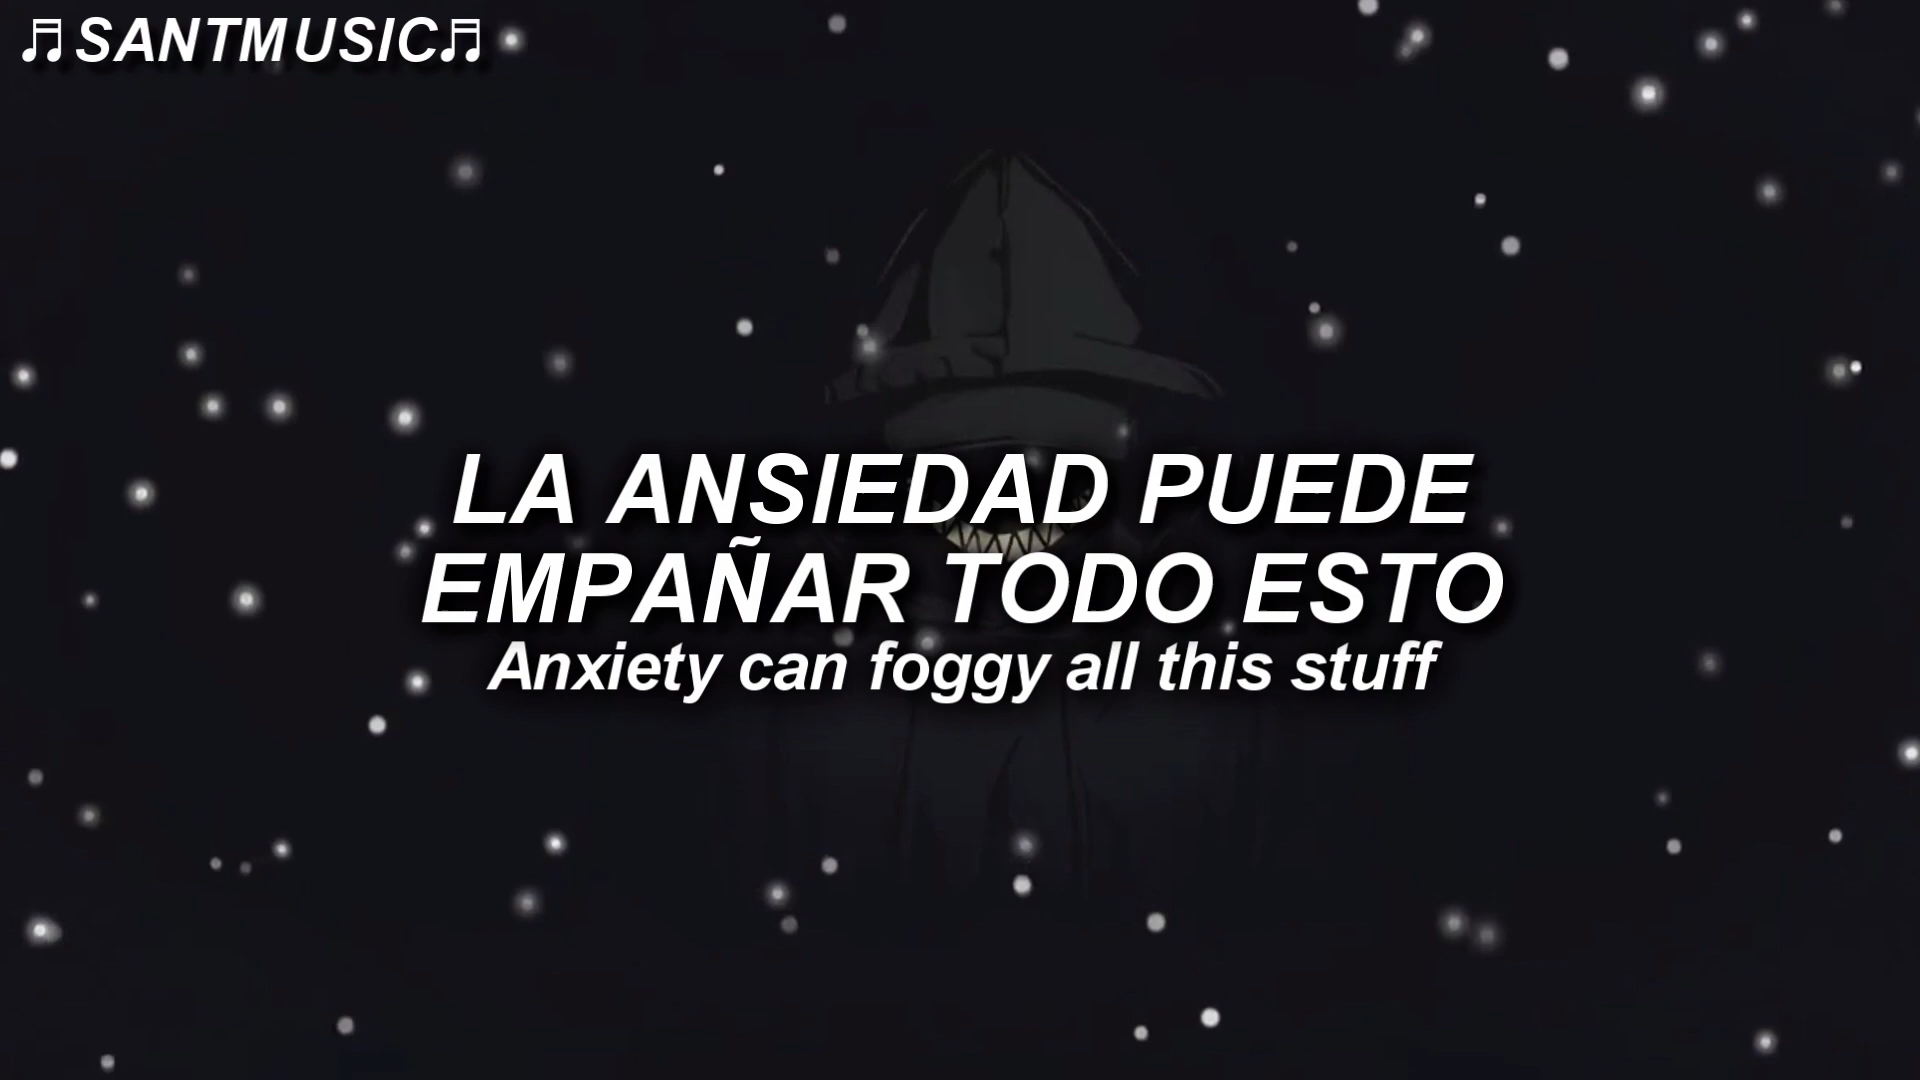 ♬SANTMUSIC♬
LA ANSIEDAD PUEDE
EMPAÑAR TODO ESTO
Anxiety can foggy all this stuff